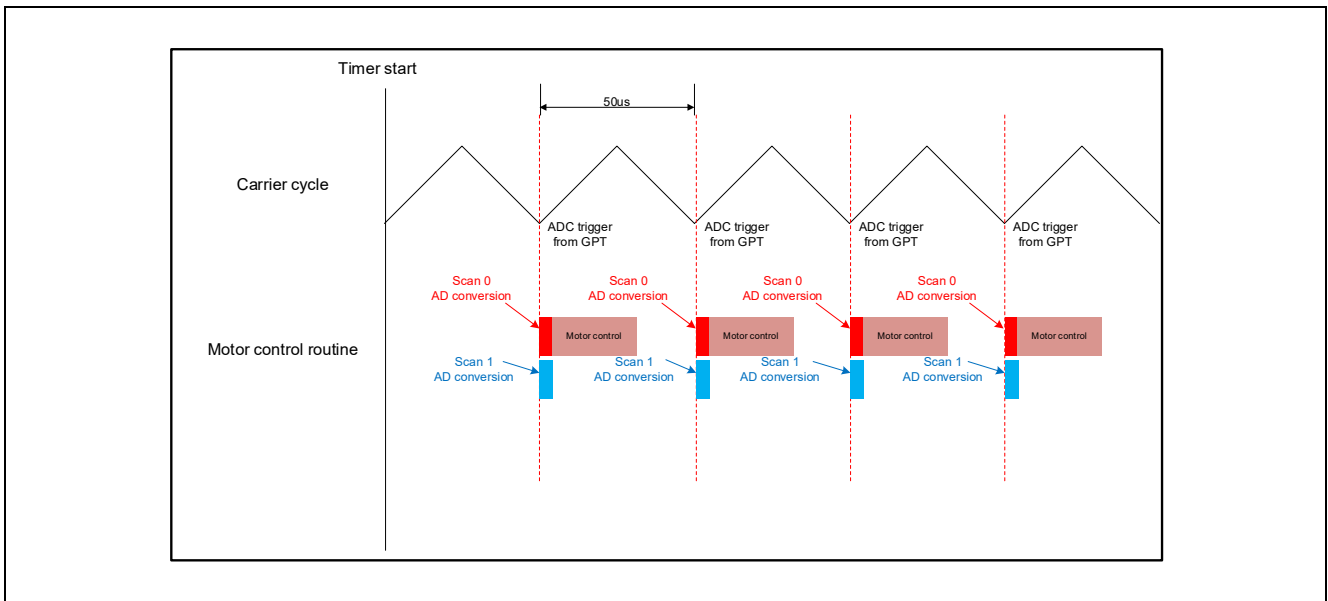 Timer start
50us
Carrier cycle
ADC trigger
from GPT
ADC trigger
from GPT
ADC trigger
from GPT
ADC trigger
from GPT
Scan 0
AD conversion
Scan 0
AD conversion
Scan 0
AD conversion
Scan 0
AD conversion
Motor control routine
Motor control
Motor control
Motor control
Motor control
Scan 1
AD conversion
Scan 1
AD conversion
Scan 1
AD conversion
Scan 1
AD conversion